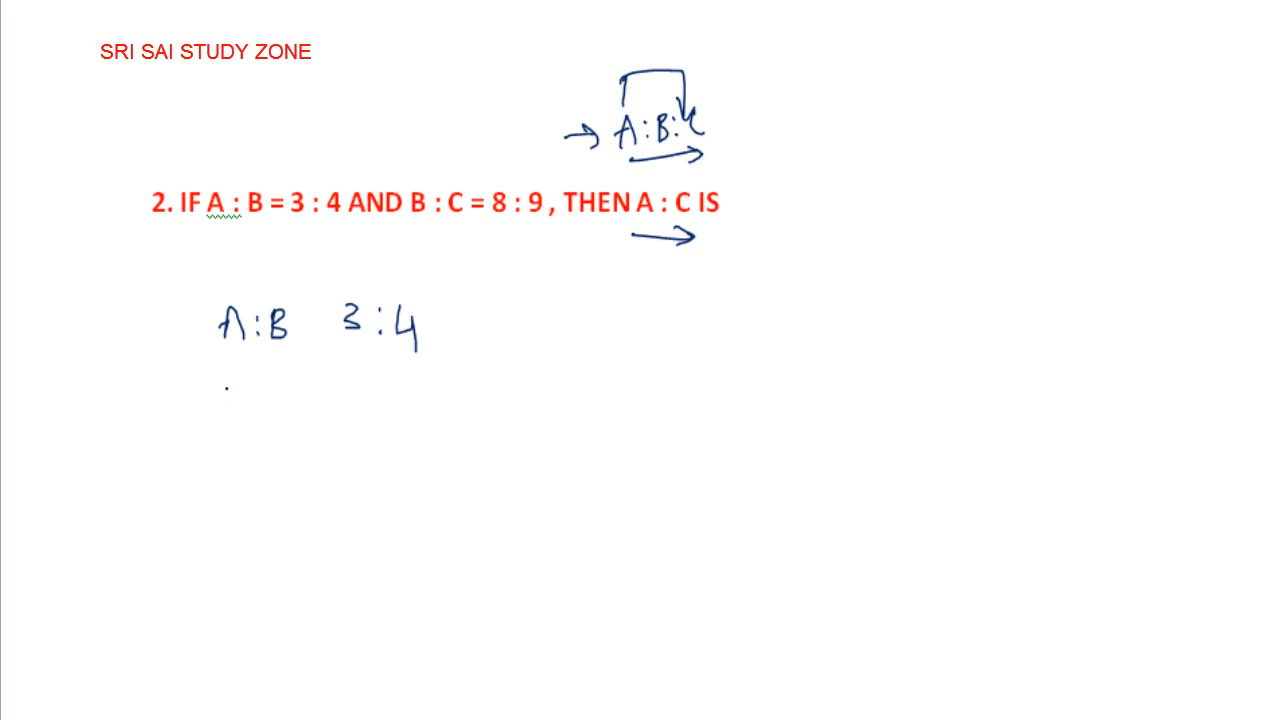 SRI SAI STUDY ZONE
A:B:C
2. IF A : B = 3 : 4 AND B : C = 8 : 9 , THEN A : C IS
A:B 3:4